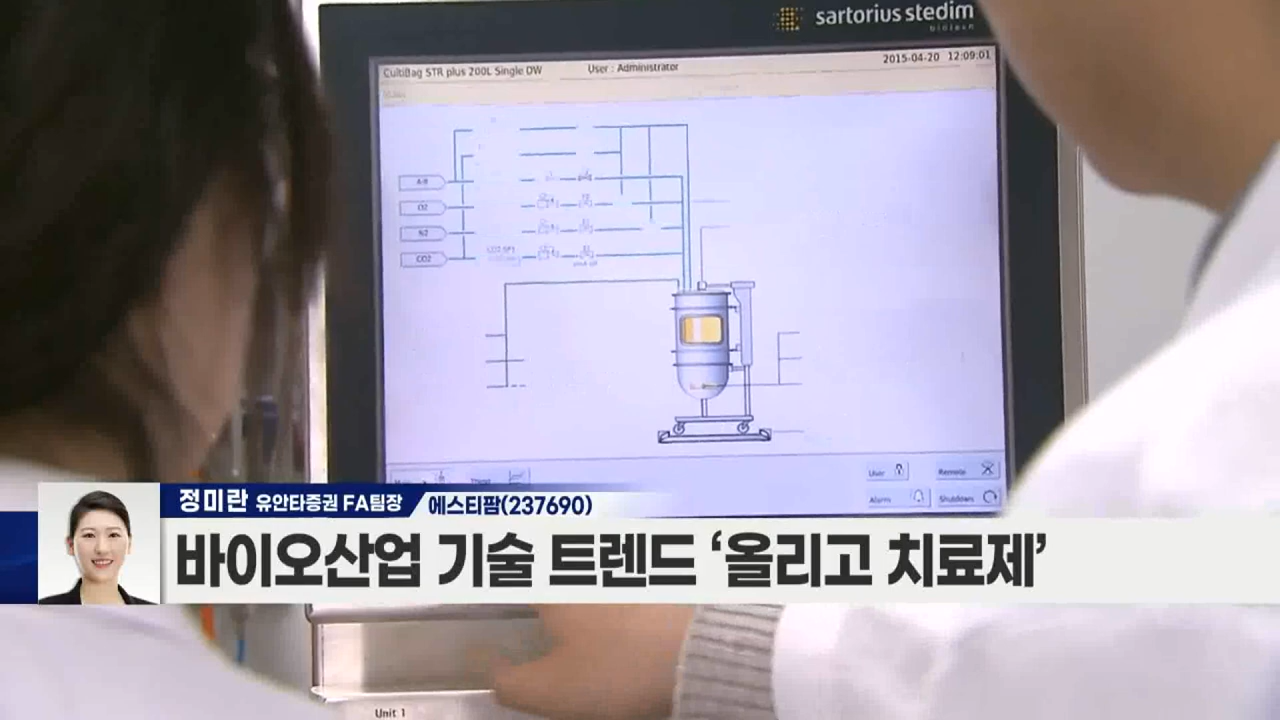 sartorius stedim
biotech
CultiBag STR plus 200L Single DW
User : Administrator
2015-04-20 12:09:01
AIR
O2
N2
CO2
User
Remote
Alarm
Shutdown
정미란 유안타증권 FA팀장
에스티팜(237690)
바이오산업 기술 트렌드 ‘올리고 치료제’
Unit 1